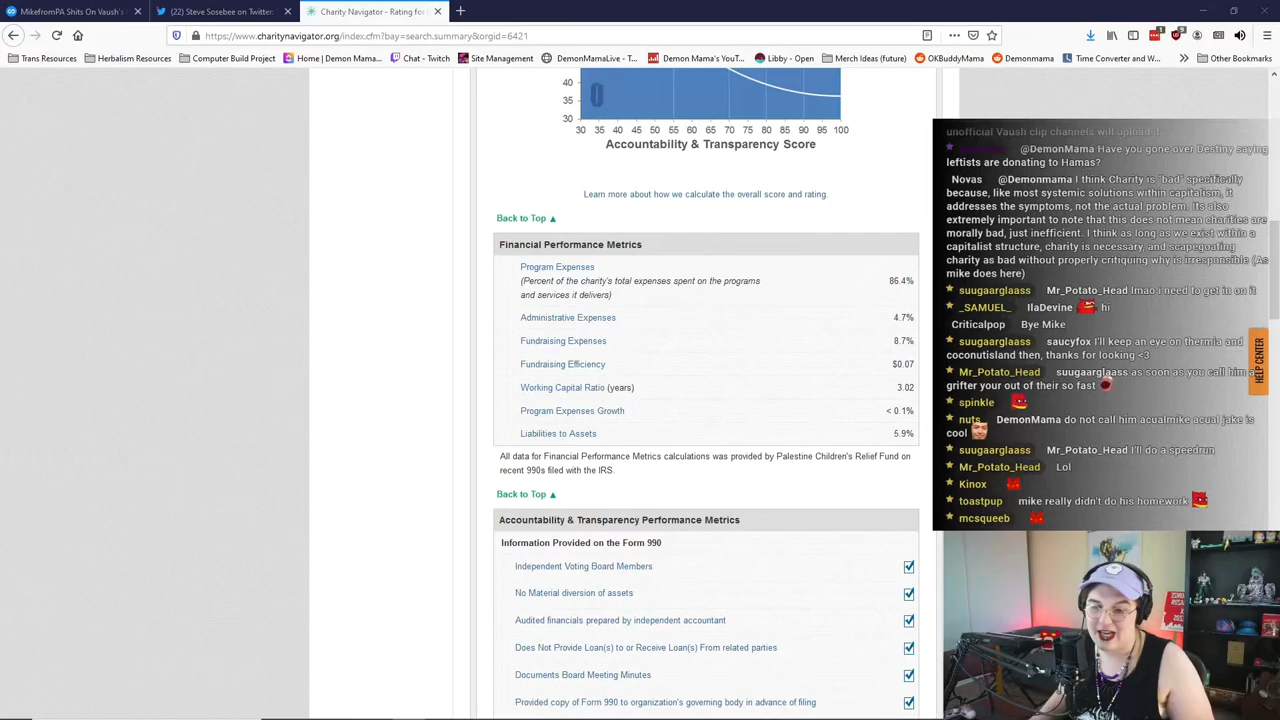 MikefromPA Shits On Vaush's
(22) Steve Sosebee on Twitter
Charity Navigator - Rating for
https://www.charitynavigator.org/index.cfm?bay=search.summary&orgid=6421
Trans Resources
Herbalism Resources
Computer Build Project
Home | Demon Mama...
Chat - Twitch
Site Management
DemonMamaLive - T...
Demon Mama's YouT...
Libby - Open
Merch Ideas (future)
OKBuddyMama
Demonmama
Time Converter and W...
Other Bookmarks
40
35
30
30 35 40 45 50 55 60 65 70 75 80 85 90 95 100
Accountability & Transparency Score
Learn more about how we calculate the overall score and rating.
Back to Top ▲
Financial Performance Metrics
Program Expenses
(Percent of the charity's total expenses spent on the programs 86.4%
and services it delivers)
Administrative Expenses 4.7%
Fundraising Expenses 8.7%
Fundraising Efficiency $0.07
Working Capital Ratio (years) 3.02
Program Expenses Growth < 0.1%
Liabilities to Assets 5.9%
All data for Financial Performance Metrics calculations was provided by Palestine Children's Relief Fund on
recent 990s filed with the IRS.
Back to Top ▲
Accountability & Transparency Performance Metrics
Information Provided on the Form 990
Independent Voting Board Members
No Material diversion of assets
Audited financials prepared by independent accountant
Does Not Provide Loan(s) to or Receive Loan(s) From related parties
Documents Board Meeting Minutes
Provided copy of Form 990 to organization's governing body in advance of filing
unofficial Vaush clip channels will upload it
@DemonMama Have you gone over Destiny saying
leftists are donating to Hamas?
Novas @Demonmama I think Charity is "bad" specifically
because, like most systemic solutions within capitalism, it
addresses the symptoms, not the actual problem. Its also
extremely important to note that this does not mean charities are
morally bad, just inefficient. I think as long as we exist within a
capitalist structure, charity is necessary, and scapegoating
charity as bad without properly critiquing why is irresponsible (As
mike does here)
suugaarglaass Mr_Potato_Head lmao i need to get in on it
_SAMUEL_ IlaDevine hi
Criticalpop Bye Mike
suugaarglaass saucyfox I'll keep an eye on thermia and
coconutisland then, thanks for looking <3
Mr_Potato_Head suugaarglaass as soon as you call him a
grifter your out of their so fast
spinkle
nuts DemonMama do not call him acualmike acual jake is
cool
suugaarglaass Mr_Potato_Head I'll do a speedrun
Mr_Potato_Head Lol
Kinox
toastpup mike really didn't do his homework
mcsqueeb
HELP CENTER